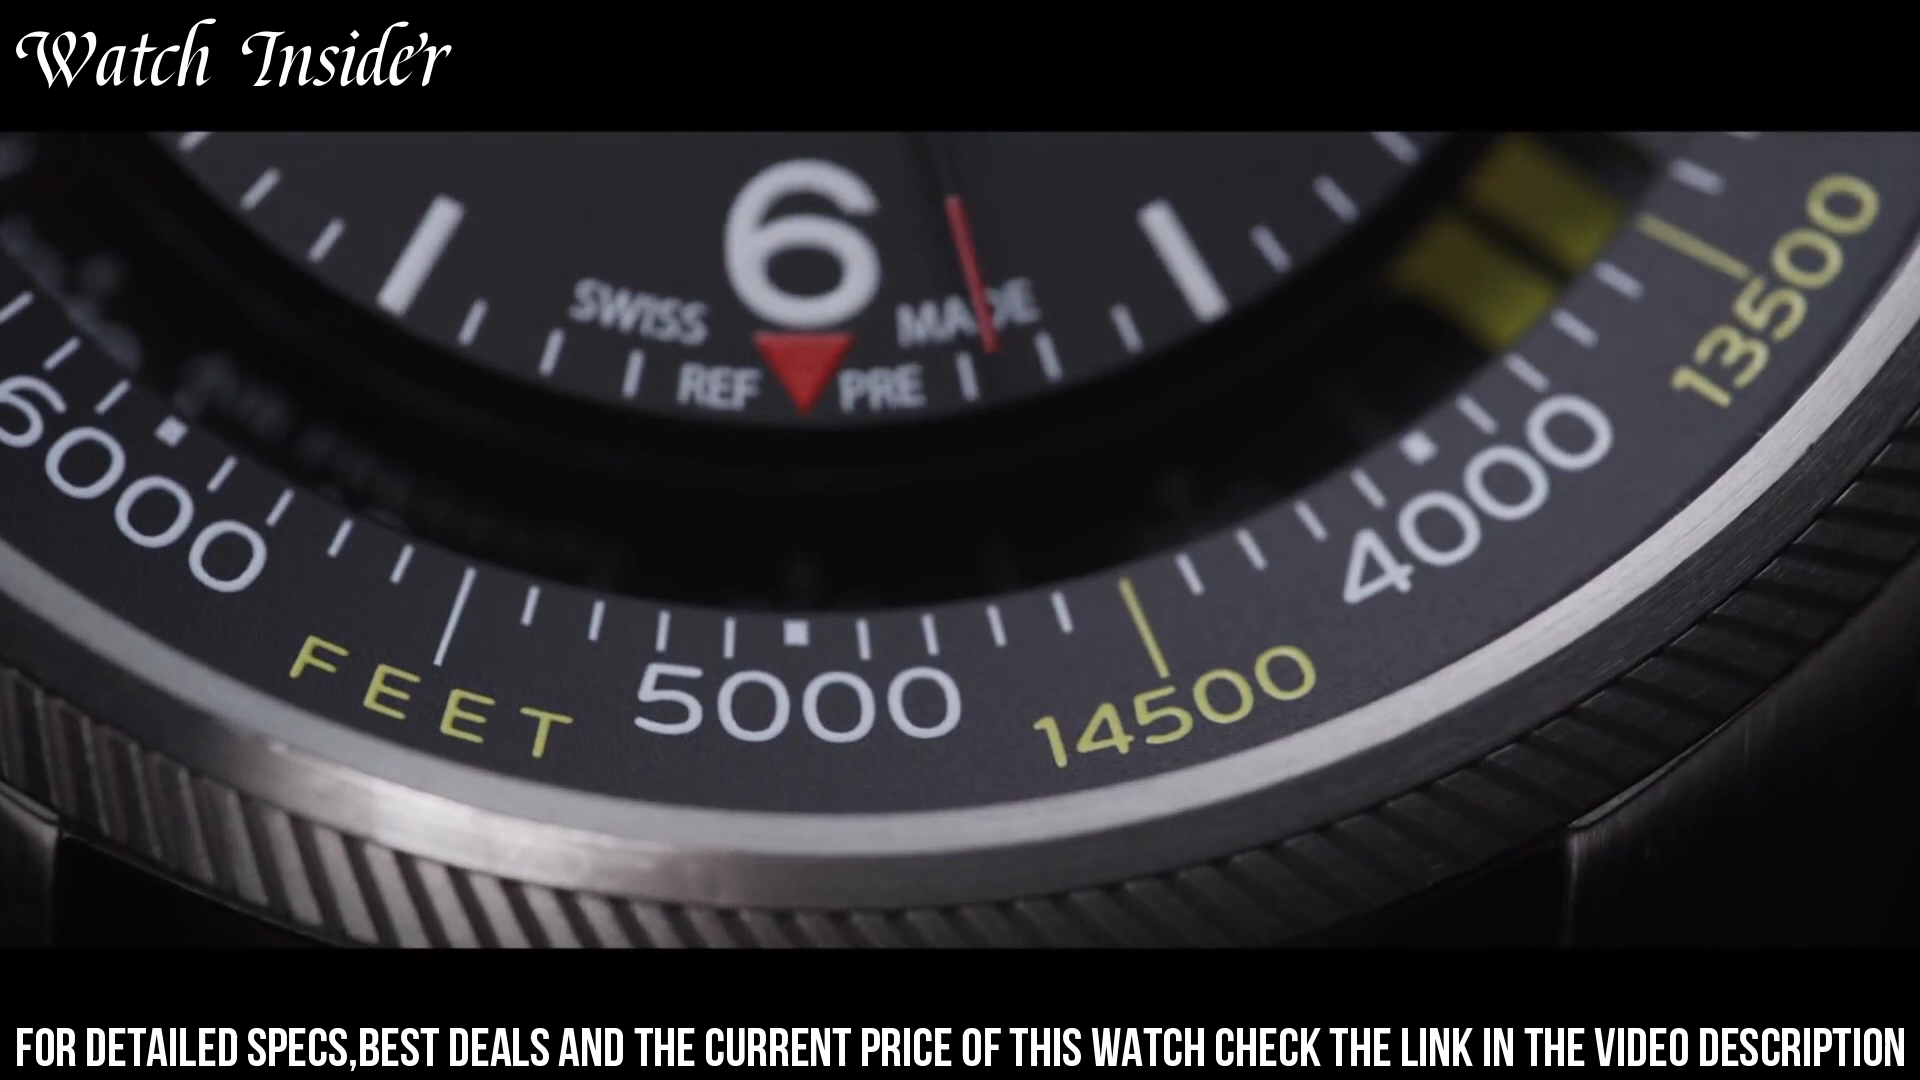 Watch Insider
6
SWISS MADE
REF PRE
13500
4000
6000
FEET 5000 14500
FOR DETAILED SPECS,BEST DEALS AND THE CURRENT PRICE OF THIS WATCH CHECK THE LINK IN THE VIDEO DESCRIPTION